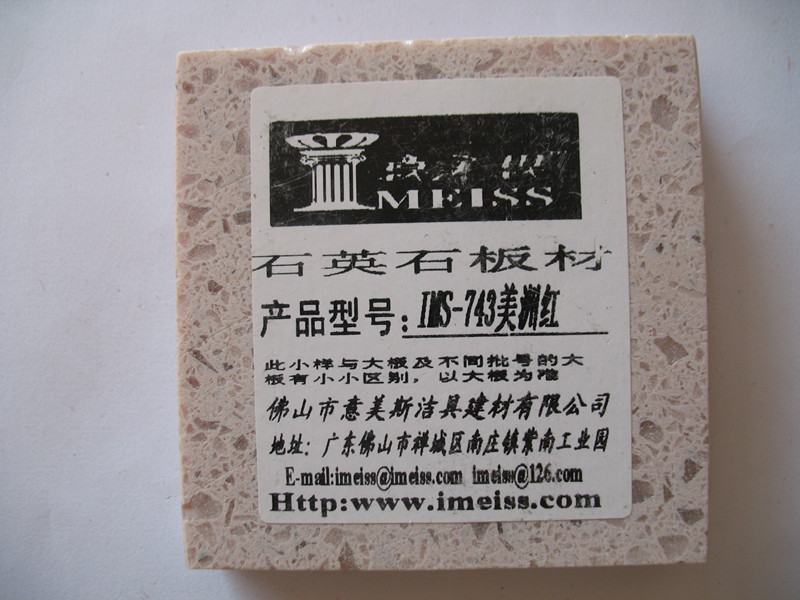 IMEISS
石英石板材
产品型号：IMS-743美洲红
此小样与大板及不同批号的大
板有小小区别，以大板为准
佛山市意美斯洁具建材有限公司
地址：广东佛山市禅城区南庄镇紫南工业园
E-mail:imeiss@imeiss.com imeiss@126.com
Http:www.imeiss.com